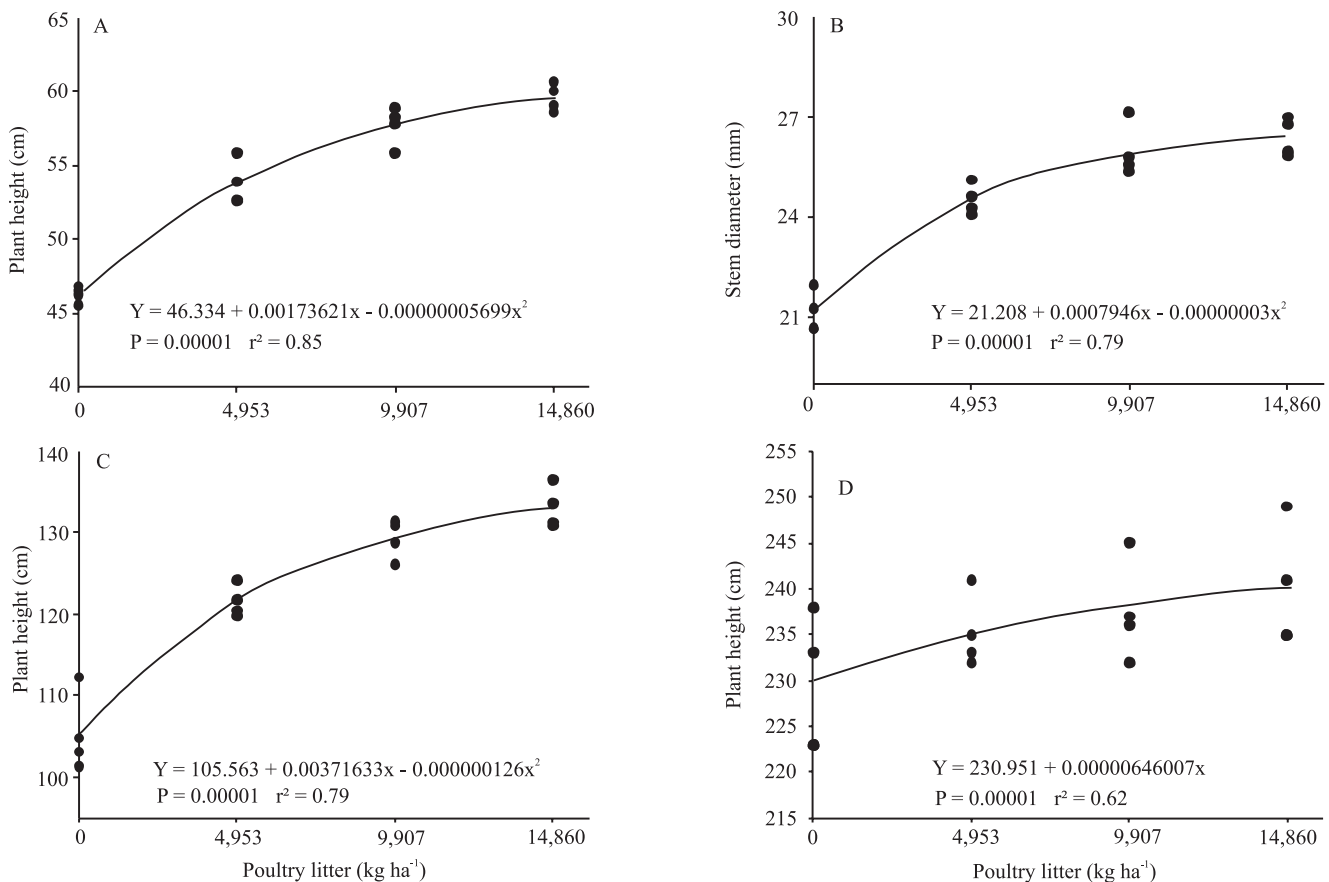 A
Plant height (cm)
65
60
55
50
45
40
Y = 46.334 + 0.00173621x - 0.00000005699x²
P = 0.00001 r² = 0.85
0 4,953 9,907 14,860
B
Stem diameter (mm)
30
27
24
21
Y = 21.208 + 0.0007946x - 0.00000003x²
P = 0.00001 r² = 0.79
0 4,953 9,907 14,860
C
Plant height (cm)
140
130
120
110
100
Y = 105.563 + 0.00371633x - 0.000000126x²
P = 0.00001 r² = 0.79
0 4,953 9,907 14,860
Poultry litter (kg ha⁻¹)
D
Plant height (cm)
255
250
245
240
235
230
225
220
215
Y = 230.951 + 0.00000646007x
P = 0.00001 r² = 0.62
0 4,953 9,907 14,860
Poultry litter (kg ha⁻¹)